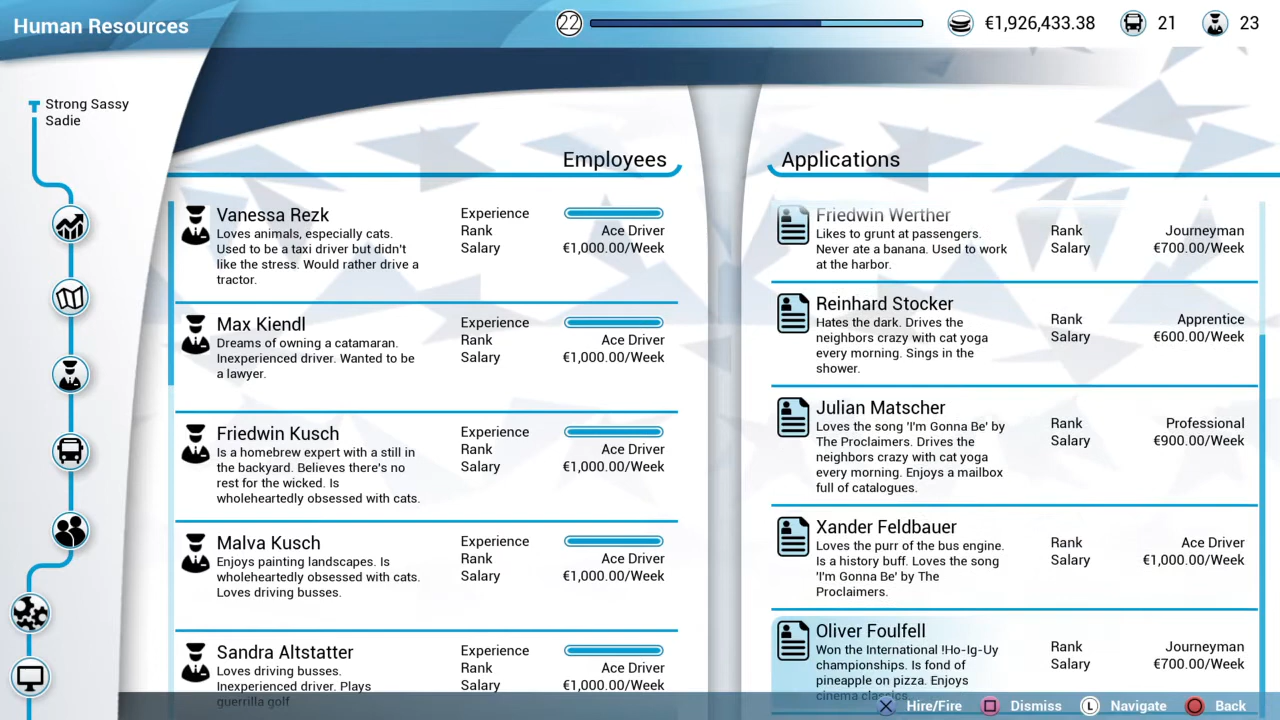 Human Resources
22
€1,926,433.38
21
23
Strong Sassy
Sadie
Employees
Vanessa Rezk
Loves animals, especially cats.
Used to be a taxi driver but didn't
like the stress. Would rather drive a
tractor.
Experience
Rank Ace Driver
Salary €1,000.00/Week
Max Kiendl
Dreams of owning a catamaran.
Inexperienced driver. Wanted to be
a lawyer.
Experience
Rank Ace Driver
Salary €1,000.00/Week
Friedwin Kusch
Is a homebrew expert with a still in
the backyard. Believes there's no
rest for the wicked. Is
wholeheartedly obsessed with cats.
Experience
Rank Ace Driver
Salary €1,000.00/Week
Malva Kusch
Enjoys painting landscapes. Is
wholeheartedly obsessed with cats.
Loves driving busses.
Experience
Rank Ace Driver
Salary €1,000.00/Week
Sandra Altstatter
Loves driving busses.
Inexperienced driver. Plays
guerrilla golf
Experience
Rank Ace Driver
Salary €1,000.00/Week
Applications
Friedwin Werther
Likes to grunt at passengers.
Never ate a banana. Used to work
at the harbor.
Rank Journeyman
Salary €700.00/Week
Reinhard Stocker
Hates the dark. Drives the
neighbors crazy with cat yoga
every morning. Sings in the
shower.
Rank Apprentice
Salary €600.00/Week
Julian Matscher
Loves the song 'I'm Gonna Be' by
The Proclaimers. Drives the
neighbors crazy with cat yoga
every morning. Enjoys a mailbox
full of catalogues.
Rank Professional
Salary €900.00/Week
Xander Feldbauer
Loves the purr of the bus engine.
Is a history buff. Loves the song
'I'm Gonna Be' by The
Proclaimers.
Rank Ace Driver
Salary €1,000.00/Week
Oliver Foulfell
Won the International !Ho-Ig-Uy
championships. Is fond of
pineapple on pizza. Enjoys
cinema classics.
Rank Journeyman
Salary €700.00/Week
Hire/Fire
Dismiss
L Navigate
Back